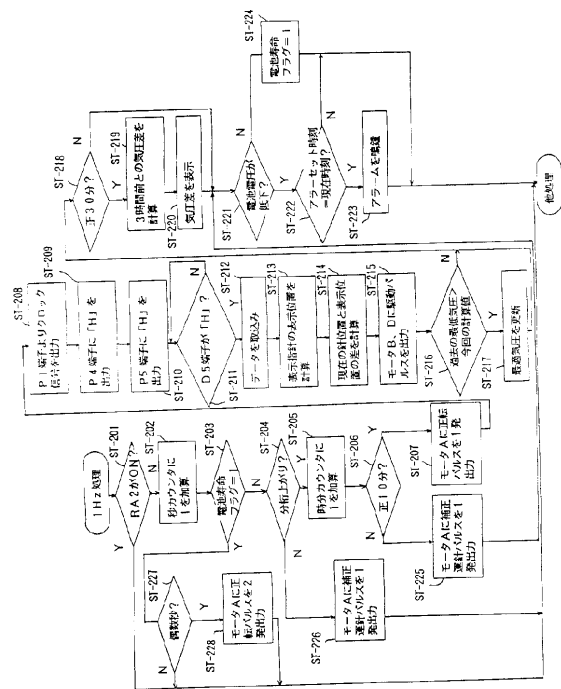 1Hz処理
ST-201
RA2がON?
Y
N
ST-202
秒カウンタに
1を加算
ST-203
電池寿命
フラグ=1
Y
N
ST-204
分桁上がり?
N
Y
ST-205
時分カウンタに
1を加算
ST-206
正10分?
Y
N
ST-207
モータAに正転
パルスを1発
出力
ST-225
モータAに補正
運針パルスを1
発出力
ST-226
モータAに補正
運針パルスを1
発出力
ST-227
偶数秒?
N
Y
ST-228
モータAに正
転パルスを2
発出力
ST-208
端子よりクロック
信号を出力
ST-209
P4端子に「H」を
出力
P5端子に「H」を
出力
ST-210
D5端子が「H」?
N
Y
ST-211
ST-212
データを取込み
ST-213
表示指針の表示位置を
計算
ST-214
現在の針位置と表示位
置の差を計算
ST-215
モータB、Dに駆動パ
ルスを出力
過去の最低気圧>
今回の計算値
ST-216
Y
N
最過気圧を更新
ST-217
ST-218
正30分?
N
Y
ST-219
3時間前との気圧差を
計算
ST-220
気圧差を表示
電池電圧が
低下?
ST-221
N
Y
ST-224
電池寿命
フラグ=1
アラーセット時刻
=現在時刻?
ST-222
N
Y
アラームを鳴鐘
ST-223
他処理